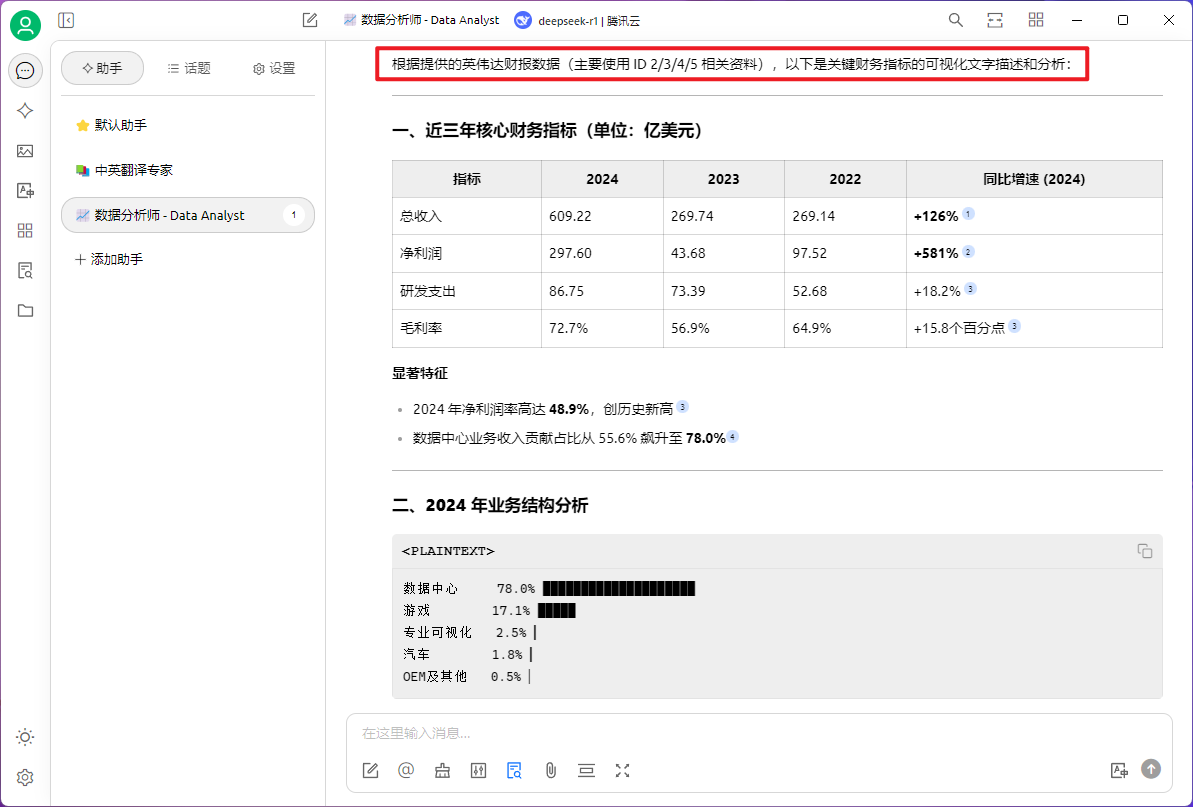 数据分析师 - Data Analyst
deepseek-r1 | 腾讯云
助手
话题
设置
默认助手
中英翻译专家
数据分析师 - Data Analyst
1
添加助手
根据提供的英伟达财报数据（主要使用 ID 2/3/4/5 相关资料），以下是关键财务指标的可视化文字描述和分析：
一、近三年核心财务指标（单位：亿美元）
指标 2024 2023 2022 同比增速 (2024)
总收入 609.22 269.74 269.14 +126% 1
净利润 297.60 43.68 97.52 +581% 2
研发支出 86.75 73.39 52.68 +18.2% 3
毛利率 72.7% 56.9% 64.9% +15.8个百分点 3
显著特征
2024 年净利润率高达 48.9%，创历史新高 3
数据中心业务收入贡献占比从 55.6% 飙升至 78.0% 4
二、2024 年业务结构分析
<PLAINTEXT>
数据中心 78.0%
游戏 17.1%
专业可视化 2.5%
汽车 1.8%
OEM及其他 0.5%
在这里输入消息...